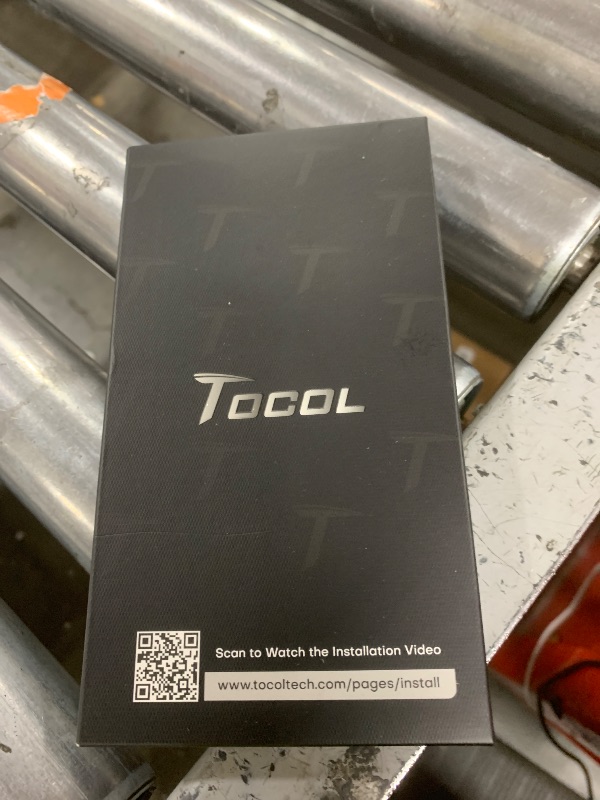 TOCOL
Scan to Watch the Installation Video
www.tocoltech.com/pages/install